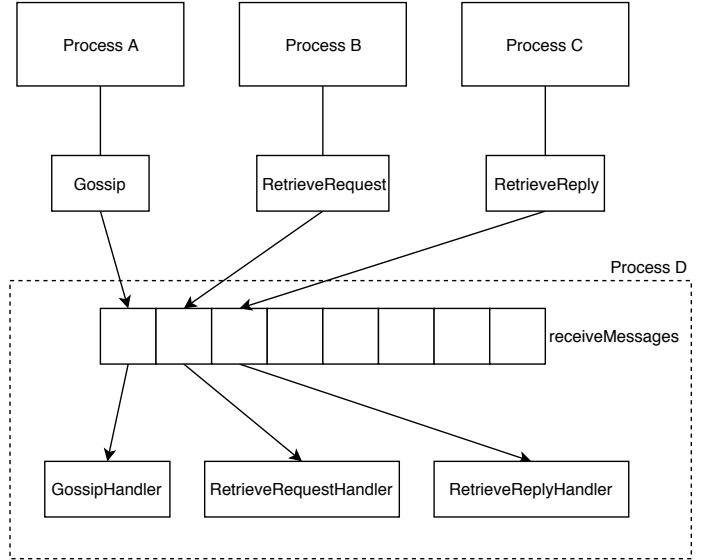 Process A
Process B
Process C
Gossip
RetrieveRequest
RetrieveReply
Process D
receiveMessages
GossipHandler
RetrieveRequestHandler
RetrieveReplyHandler